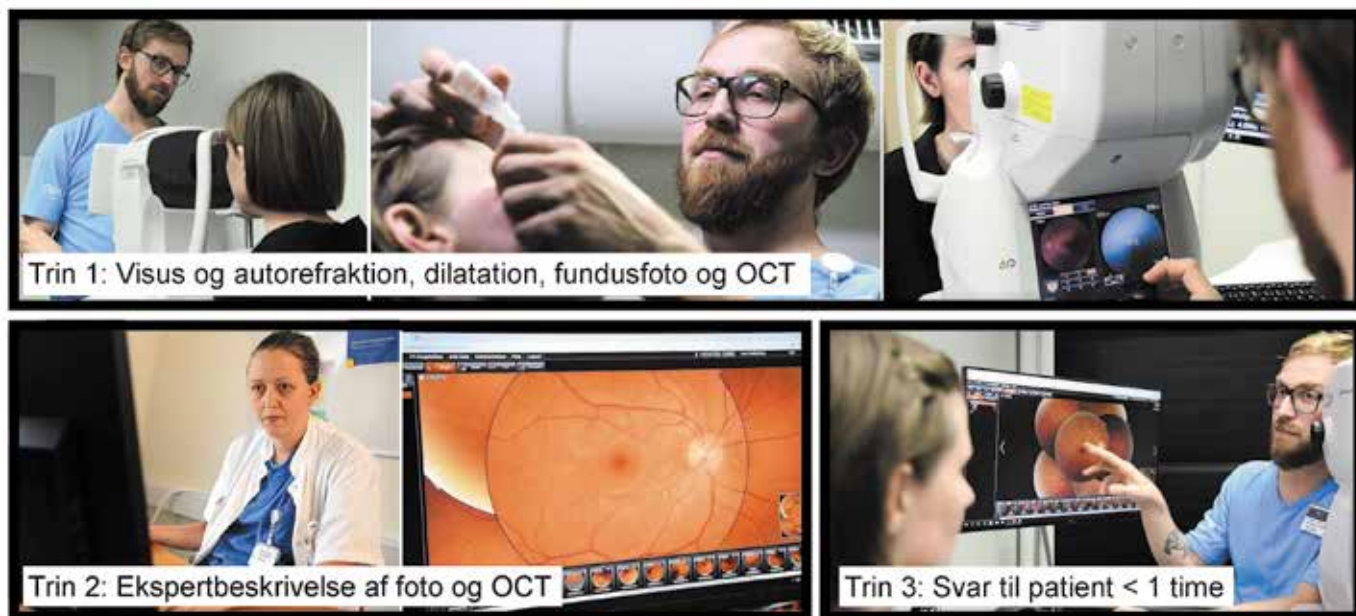 Trin 1: Visus og autorefraktion, dilatation, fundusfoto og OCT
Trin 2: Ekspertbeskrivelse af foto og OCT
Trin 3: Svar til patient < 1 time